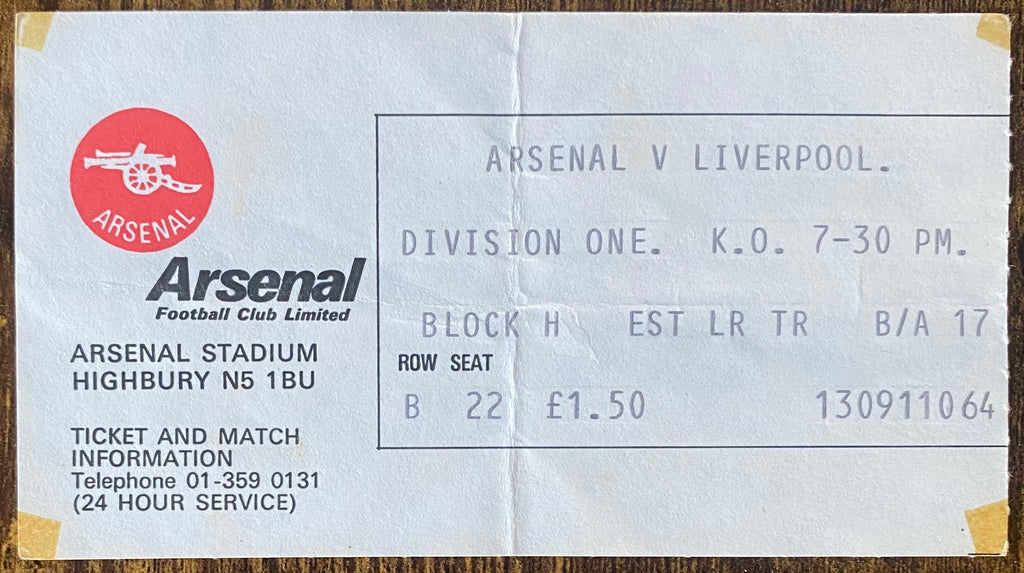 ARSENAL
Arsenal
Football Club Limited
ARSENAL STADIUM
HIGHBURY N5 1BU
TICKET AND MATCH
INFORMATION
Telephone 01-359 0131
(24 HOUR SERVICE)
ARSENAL V LIVERPOOL.
DIVISION ONE. K.O. 7-30 PM.
BLOCK H EST LR TR B/A 17
ROW SEAT
B 22 £1.50 130911064